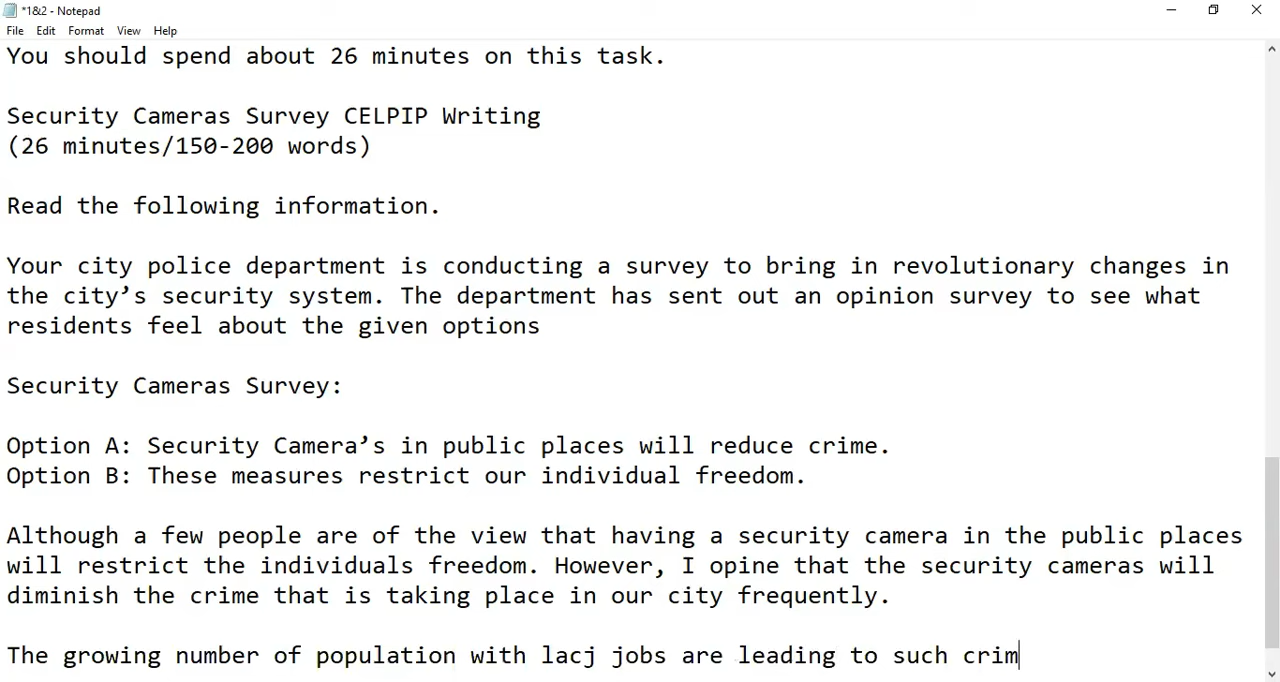 *1&2 - Notepad
File Edit Format View Help
You should spend about 26 minutes on this task.
Security Cameras Survey CELPIP Writing
(26 minutes/150-200 words)
Read the following information.
Your city police department is conducting a survey to bring in revolutionary changes in
the city’s security system. The department has sent out an opinion survey to see what
residents feel about the given options
Security Cameras Survey:
Option A: Security Camera’s in public places will reduce crime.
Option B: These measures restrict our individual freedom.
Although a few people are of the view that having a security camera in the public places
will restrict the individuals freedom. However, I opine that the security cameras will
diminish the crime that is taking place in our city frequently.
The growing number of population with lacj jobs are leading to such crim